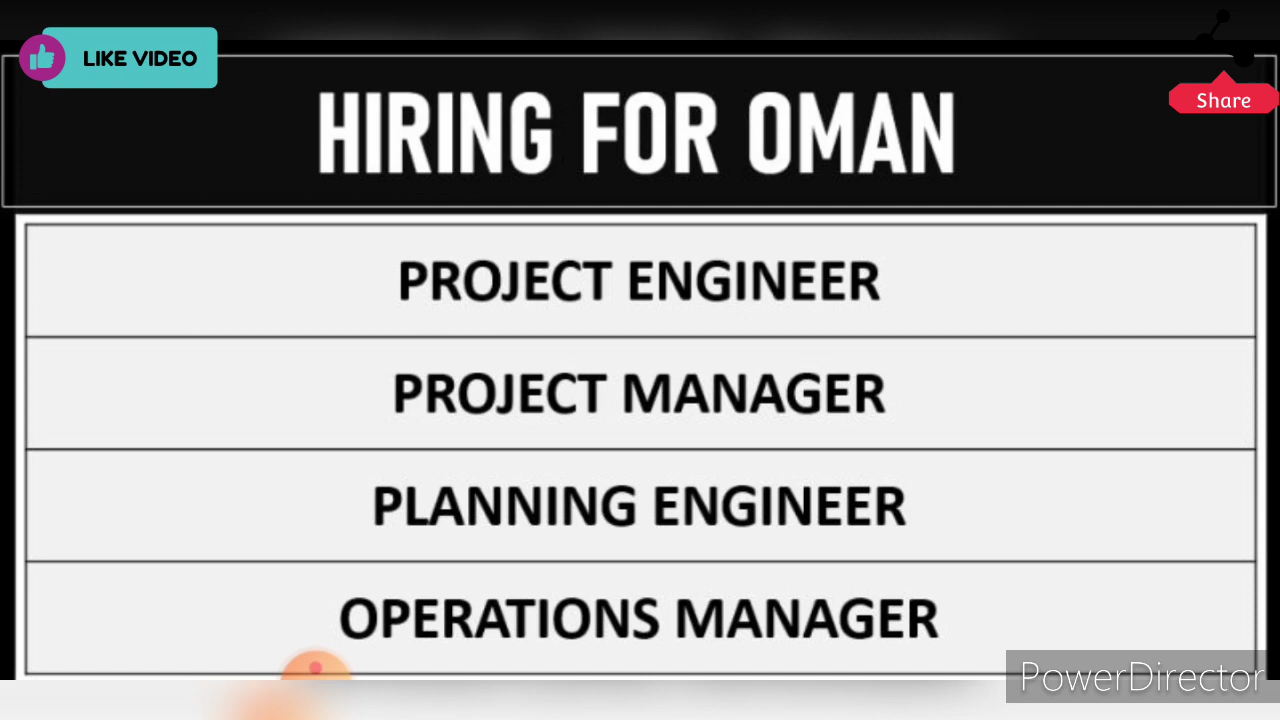 LIKE VIDEO
Share
HIRING FOR OMAN
PROJECT ENGINEER
PROJECT MANAGER
PLANNING ENGINEER
OPERATIONS MANAGER
PowerDirector